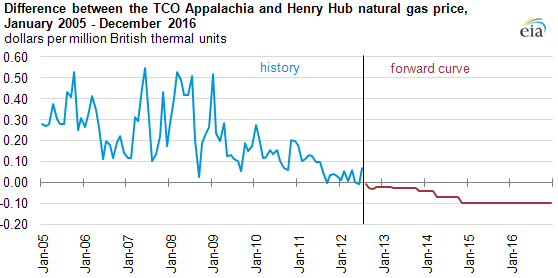 Difference between the TCO Appalachia and Henry Hub natural gas price,
January 2005 - December 2016
dollars per million British thermal units
eia
0.60
0.50
0.40
0.30
0.20
0.10
0.00
-0.10
-0.20
history
forward curve
Jan-05
Jan-06
Jan-07
Jan-08
Jan-09
Jan-10
Jan-11
Jan-12
Jan-13
Jan-14
Jan-15
Jan-16